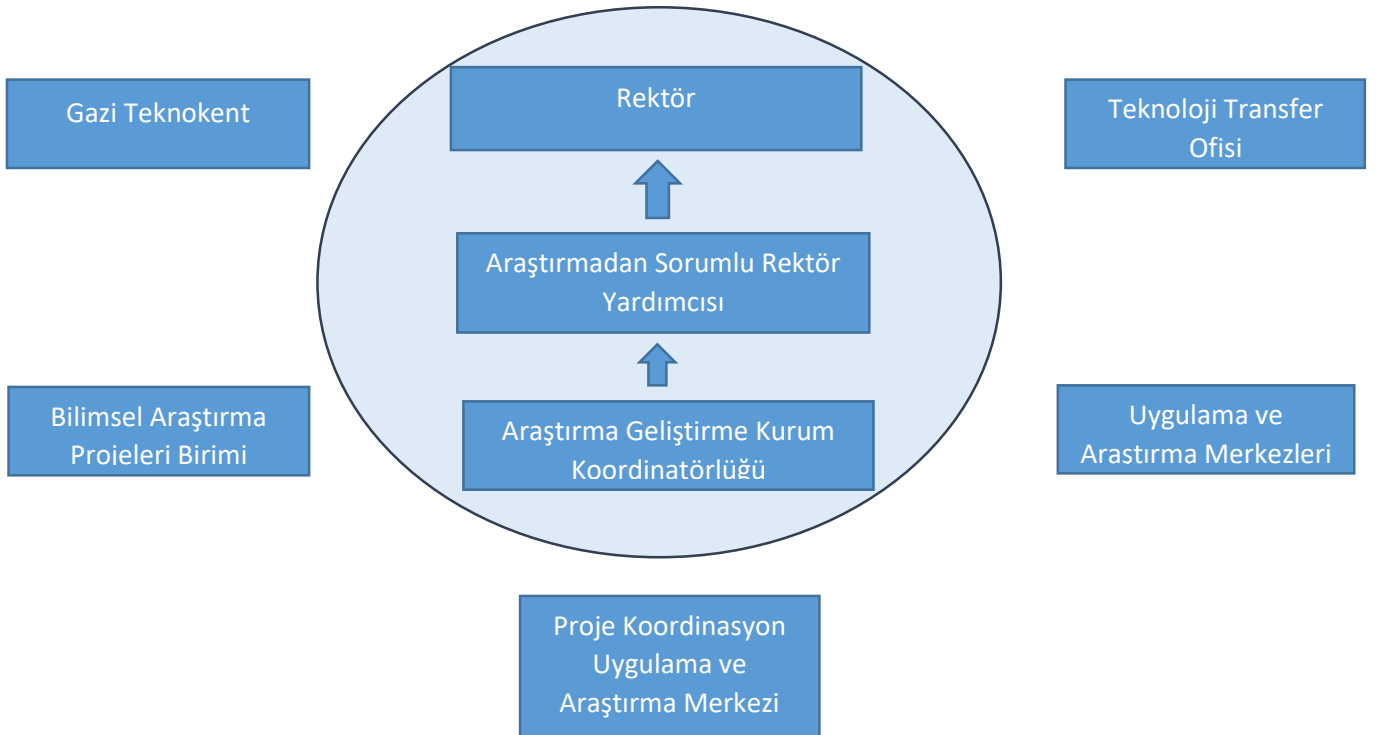 Rektör
Gazi Teknokent
Teknoloji Transfer
Ofisi
Araştırmadan Sorumlu Rektör
Yardımcısı
Bilimsel Araştırma
Projeleri Birimi
Araştırma Geliştirme Kurum
Koordinatörlüğü
Uygulama ve
Araştırma Merkezleri
Proje Koordinasyon
Uygulama ve
Araştırma Merkezi